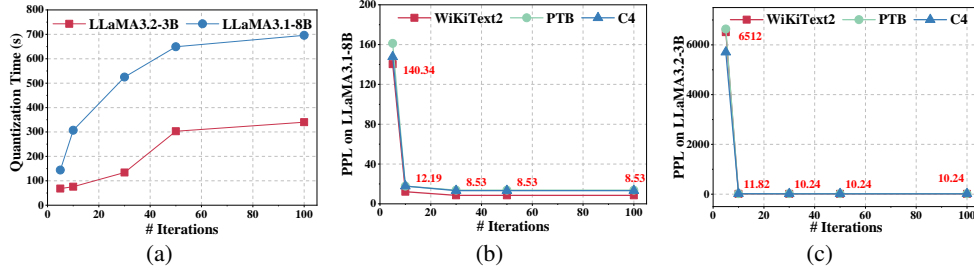 LLaMA3.2-3B LLaMA3.1-8B
800
700
600
500
400
300
200
100
0
0 20 40 60 80 100
Quantization Time (s)
# Iterations
(a)
WiKiText2 PTB C4
200
160
120
80
40
0
0 20 40 60 80 100
140.34
12.19 8.53 8.53 8.53
PPL on LLaMA3.1-8B
# Iterations
(b)
WiKiText2 PTB C4
6000
4000
2000
0
0 20 40 60 80 100
6512
11.82 10.24 10.24 10.24
PPL on LLaMA3.2-3B
# Iterations
(c)